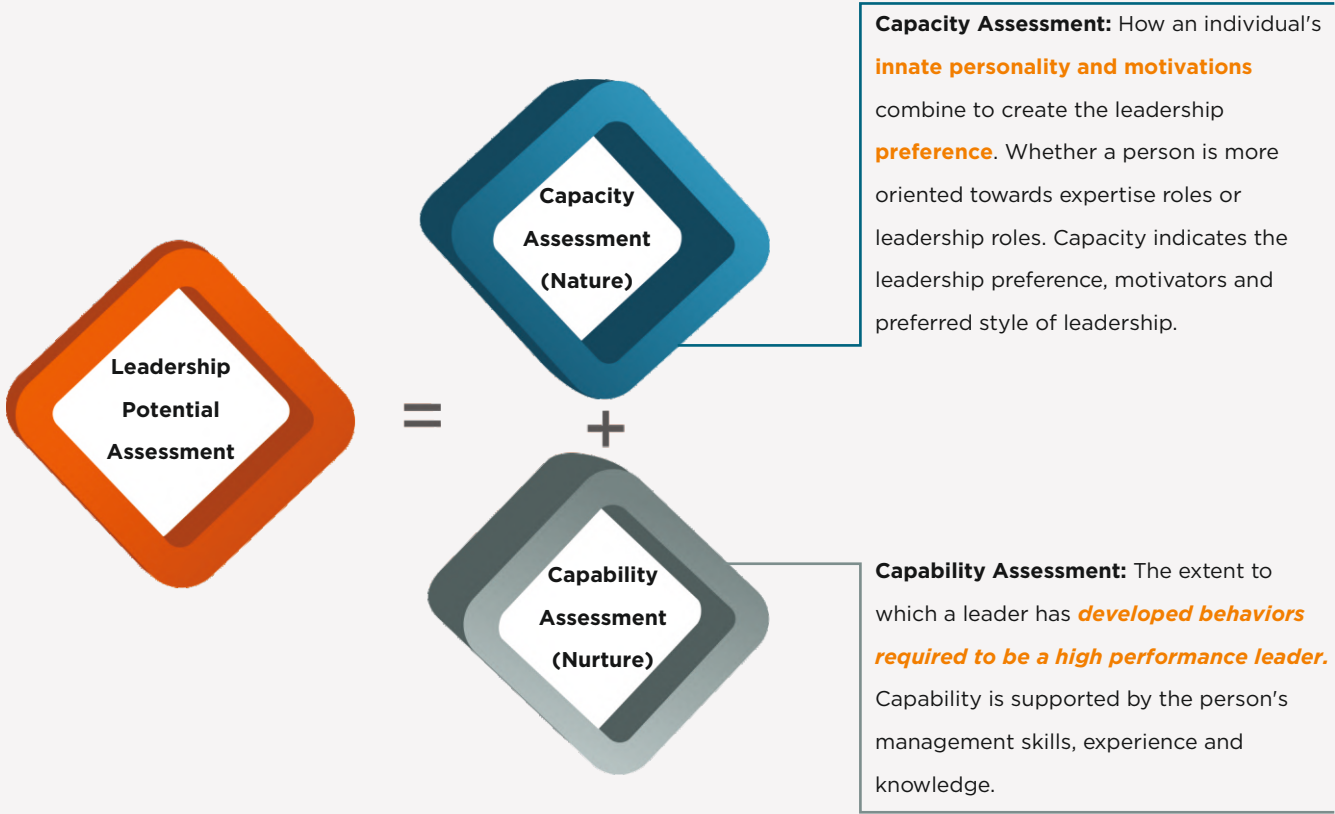 Capacity Assessment: How an individual's
innate personality and motivations
combine to create the leadership
preference. Whether a person is more
oriented towards expertise roles or
leadership roles. Capacity indicates the
leadership preference, motivators and
preferred style of leadership.
Capacity
Assessment
(Nature)
Leadership
Potential
Assessment
=
+
Capability
Assessment
(Nurture)
Capability Assessment: The extent to
which a leader has developed behaviors
required to be a high performance leader.
Capability is supported by the person's
management skills, experience and
knowledge.